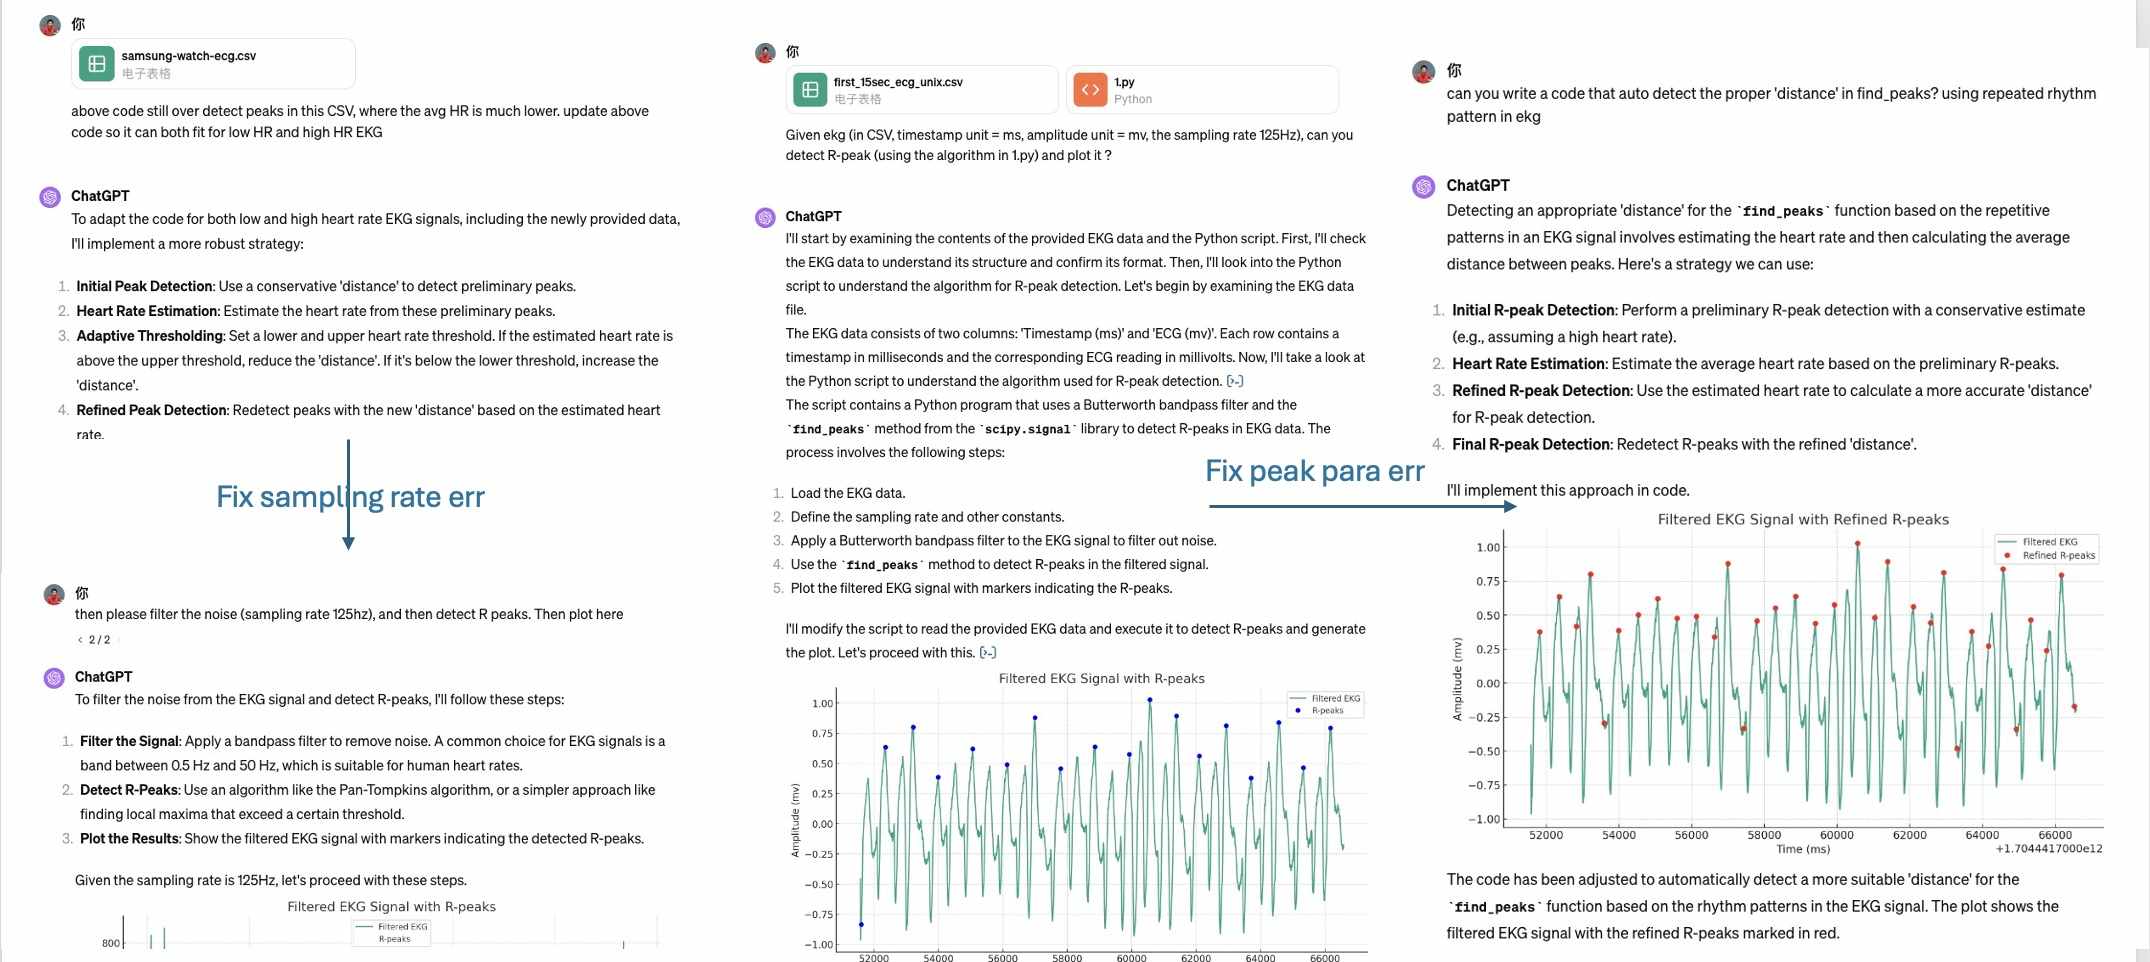 你
samsung-watch-ecg.csv
电子表格
above code still over detect peaks in this CSV, where the avg HR is much lower. update above
code so it can both fit for low HR and high HR EKG
ChatGPT
To adapt the code for both low and high heart rate EKG signals, including the newly provided data,
I'll implement a more robust strategy:
1. Initial Peak Detection: Use a conservative 'distance' to detect preliminary peaks.
2. Heart Rate Estimation: Estimate the heart rate from these preliminary peaks.
3. Adaptive Thresholding: Set a lower and upper heart rate threshold. If the estimated heart rate is
above the upper threshold, reduce the 'distance'. If it's below the lower threshold, increase the
'distance'.
4. Refined Peak Detection: Redetect peaks with the new 'distance' based on the estimated heart
rate.
Fix sampling rate err
你
then please filter the noise (sampling rate 125hz), and then detect R peaks. Then plot here
‹ 2 / 2
ChatGPT
To filter the noise from the EKG signal and detect R-peaks, I'll follow these steps:
1. Filter the Signal: Apply a bandpass filter to remove noise. A common choice for EKG signals is a
band between 0.5 Hz and 50 Hz, which is suitable for human heart rates.
2. Detect R-Peaks: Use an algorithm like the Pan-Tompkins algorithm, or a simpler approach like
finding local maxima that exceed a certain threshold.
3. Plot the Results: Show the filtered EKG signal with markers indicating the detected R-peaks.
Given the sampling rate is 125Hz, let's proceed with these steps.
Filtered EKG Signal with R-peaks
Filtered EKG
R-peaks
800
你
first_15sec_ecg_unix.csv
电子表格
1.py
Python
Given ekg (in CSV, timestamp unit = ms, amplitude unit = mv, the sampling rate 125Hz), can you
detect R-peak (using the algorithm in 1.py) and plot it ?
ChatGPT
I'll start by examining the contents of the provided EKG data and the Python script. First, I'll check
the EKG data to understand its structure and confirm its format. Then, I'll look into the Python
script to understand the algorithm for R-peak detection. Let's begin by examining the EKG data
file.
The EKG data consists of two columns: 'Timestamp (ms)' and 'ECG (mv)'. Each row contains a
timestamp in milliseconds and the corresponding ECG reading in millivolts. Now, I'll take a look at
the Python script to understand the algorithm used for R-peak detection. [>-]
The script contains a Python program that uses a Butterworth bandpass filter and the
`find_peaks` method from the `scipy.signal` library to detect R-peaks in EKG data. The
process involves the following steps:
1. Load the EKG data.
2. Define the sampling rate and other constants.
3. Apply a Butterworth bandpass filter to the EKG signal to filter out noise.
4. Use the `find_peaks` method to detect R-peaks in the filtered signal.
5. Plot the filtered EKG signal with markers indicating the R-peaks.
I'll modify the script to read the provided EKG data and execute it to detect R-peaks and generate
the plot. Let's proceed with this. [>-]
Filtered EKG Signal with R-peaks
Filtered EKG
R-peaks
1.00
0.75
0.50
0.25
0.00
−0.25
−0.50
−0.75
−1.00
Amplitude (mv)
52000 54000 56000 58000 60000 62000 64000 66000
Fix peak para err
你
can you write a code that auto detect the proper 'distance' in find_peaks? using repeated rhythm
pattern in ekg
ChatGPT
Detecting an appropriate 'distance' for the `find_peaks` function based on the repetitive
patterns in an EKG signal involves estimating the heart rate and then calculating the average
distance between peaks. Here's a strategy we can use:
1. Initial R-peak Detection: Perform a preliminary R-peak detection with a conservative estimate
(e.g., assuming a high heart rate).
2. Heart Rate Estimation: Estimate the average heart rate based on the preliminary R-peaks.
3. Refined R-peak Detection: Use the estimated heart rate to calculate a more accurate 'distance'
for R-peak detection.
4. Final R-peak Detection: Redetect R-peaks with the refined 'distance'.
I'll implement this approach in code.
Filtered EKG Signal with Refined R-peaks
Filtered EKG
Refined R-peaks
1.00
0.75
0.50
0.25
0.00
−0.25
−0.50
−0.75
−1.00
Amplitude (mv)
52000 54000 56000 58000 60000 62000 64000 66000
Time (ms)
+1.7044417000e12
The code has been adjusted to automatically detect a more suitable 'distance' for the
`find_peaks` function based on the rhythm patterns in the EKG signal. The plot shows the
filtered EKG signal with the refined R-peaks marked in red.